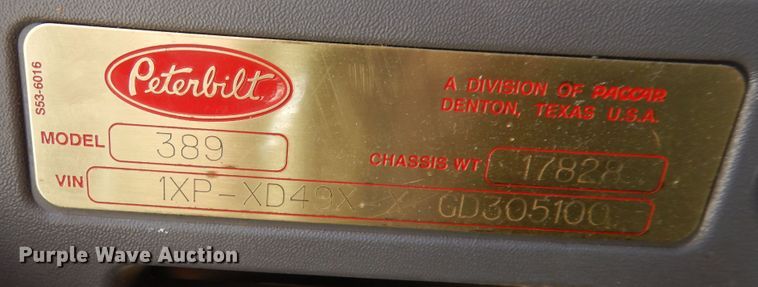 S53-6016
Peterbilt
A DIVISION OF PACCAR
DENTON, TEXAS U.S.A.
MODEL 389
CHASSIS WT 17828
VIN 1XP-XD49X-X GD305100
Purple Wave Auction